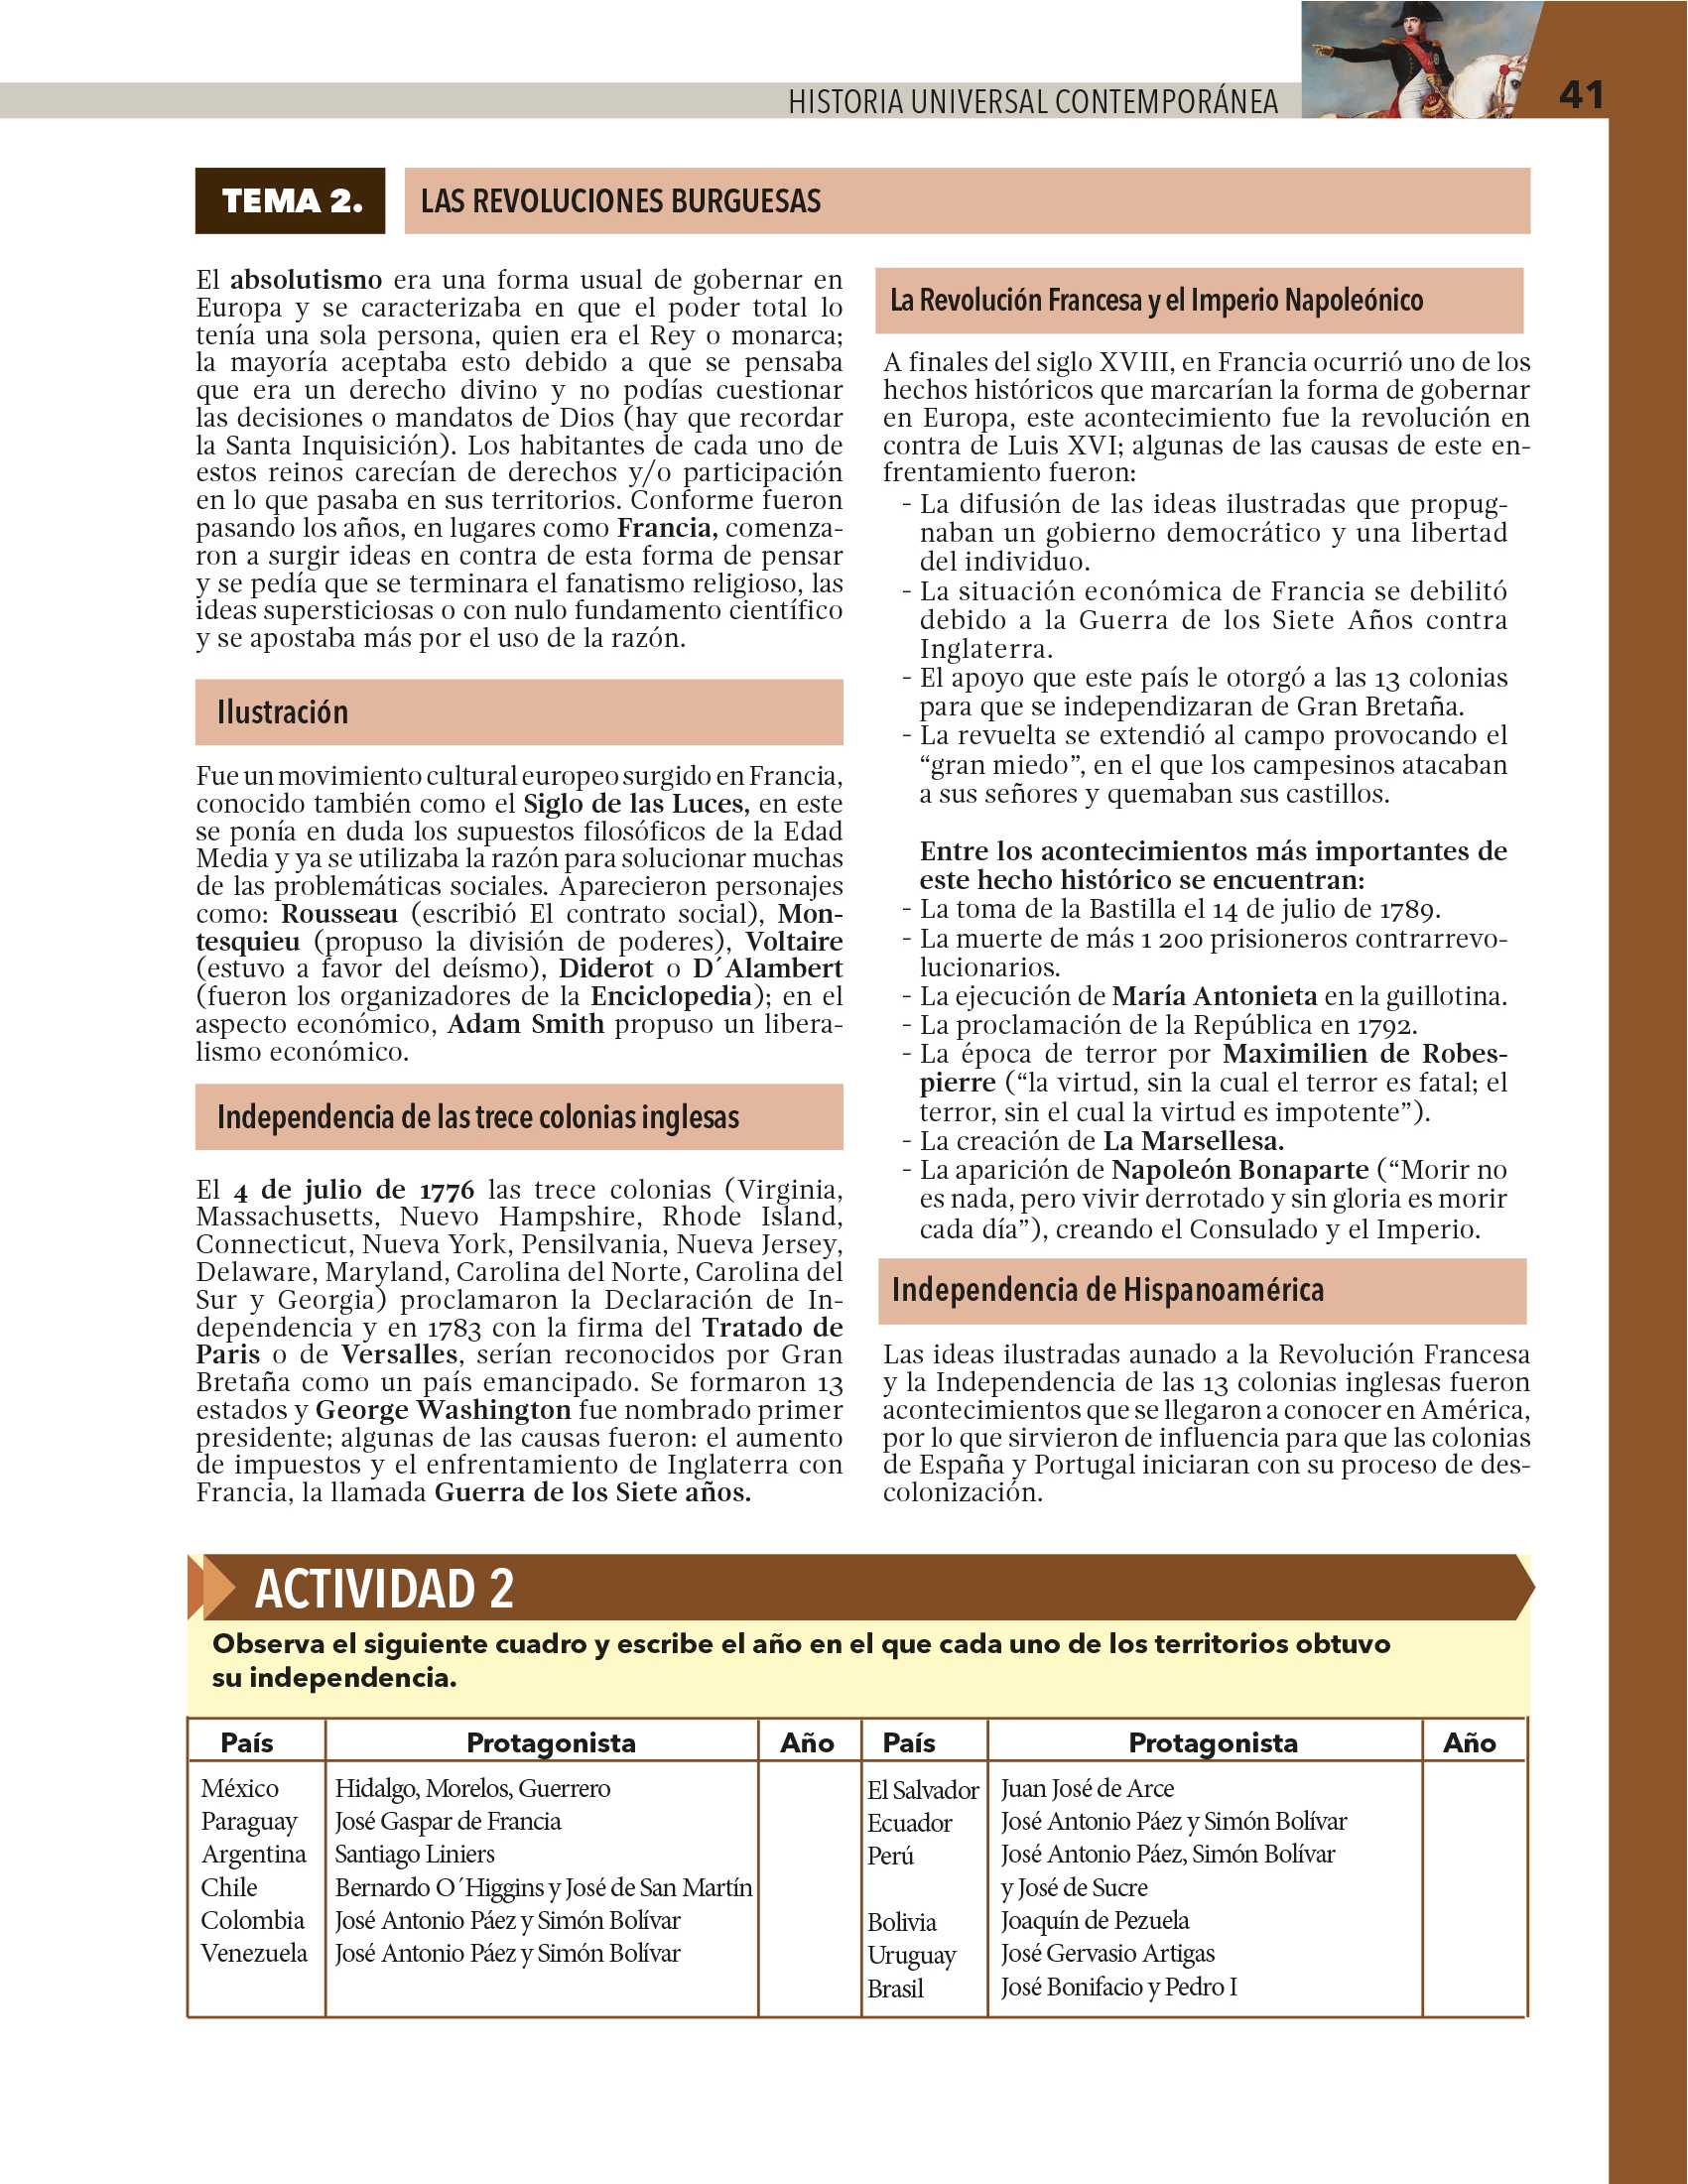 HISTORIA UNIVERSAL CONTEMPORÁNEA
41
TEMA 2.
LAS REVOLUCIONES BURGUESAS
El absolutismo era una forma usual de gobernar en
Europa y se caracterizaba en que el poder total lo
tenía una sola persona, quien era el Rey o monarca;
la mayoría aceptaba esto debido a que se pensaba
que era un derecho divino y no podías cuestionar
las decisiones o mandatos de Dios (hay que recordar
la Santa Inquisición). Los habitantes de cada uno de
estos reinos carecían de derechos y/o participación
en lo que pasaba en sus territorios. Conforme fueron
pasando los años, en lugares como Francia, comenza-
ron a surgir ideas en contra de esta forma de pensar
y se pedía que se terminara el fanatismo religioso, las
ideas supersticiosas o con nulo fundamento científico
y se apostaba más por el uso de la razón.
Ilustración
Fue un movimiento cultural europeo surgido en Francia,
conocido también como el Siglo de las Luces, en este
se ponía en duda los supuestos filosóficos de la Edad
Media y ya se utilizaba la razón para solucionar muchas
de las problemáticas sociales. Aparecieron personajes
como: Rousseau (escribió El contrato social), Mon-
tesquieu (propuso la división de poderes), Voltaire
(estuvo a favor del deísmo), Diderot o D´Alambert
(fueron los organizadores de la Enciclopedia); en el
aspecto económico, Adam Smith propuso un libera-
lismo económico.
Independencia de las trece colonias inglesas
El 4 de julio de 1776 las trece colonias (Virginia,
Massachusetts, Nuevo Hampshire, Rhode Island,
Connecticut, Nueva York, Pensilvania, Nueva Jersey,
Delaware, Maryland, Carolina del Norte, Carolina del
Sur y Georgia) proclamaron la Declaración de In-
dependencia y en 1783 con la firma del Tratado de
Paris o de Versalles, serían reconocidos por Gran
Bretaña como un país emancipado. Se formaron 13
estados y George Washington fue nombrado primer
presidente; algunas de las causas fueron: el aumento
de impuestos y el enfrentamiento de Inglaterra con
Francia, la llamada Guerra de los Siete años.
La Revolución Francesa y el Imperio Napoleónico
A finales del siglo XVIII, en Francia ocurrió uno de los
hechos históricos que marcarían la forma de gobernar
en Europa, este acontecimiento fue la revolución en
contra de Luis XVI; algunas de las causas de este en-
frentamiento fueron:
- La difusión de las ideas ilustradas que propug-
naban un gobierno democrático y una libertad
del individuo.
- La situación económica de Francia se debilitó
debido a la Guerra de los Siete Años contra
Inglaterra.
- El apoyo que este país le otorgó a las 13 colonias
para que se independizaran de Gran Bretaña.
- La revuelta se extendió al campo provocando el
“gran miedo”, en el que los campesinos atacaban
a sus señores y quemaban sus castillos.
Entre los acontecimientos más importantes de
este hecho histórico se encuentran:
- La toma de la Bastilla el 14 de julio de 1789.
- La muerte de más 1 200 prisioneros contrarrevo-
lucionarios.
- La ejecución de María Antonieta en la guillotina.
- La proclamación de la República en 1792.
- La época de terror por Maximilien de Robes-
pierre (“la virtud, sin la cual el terror es fatal; el
terror, sin el cual la virtud es impotente”).
- La creación de La Marsellesa.
- La aparición de Napoleón Bonaparte (“Morir no
es nada, pero vivir derrotado y sin gloria es morir
cada día”), creando el Consulado y el Imperio.
Independencia de Hispanoamérica
Las ideas ilustradas aunado a la Revolución Francesa
y la Independencia de las 13 colonias inglesas fueron
acontecimientos que se llegaron a conocer en América,
por lo que sirvieron de influencia para que las colonias
de España y Portugal iniciaran con su proceso de des-
colonización.
ACTIVIDAD 2
Observa el siguiente cuadro y escribe el año en el que cada uno de los territorios obtuvo
su independencia.
País Protagonista Año País Protagonista Año
México Hidalgo, Morelos, Guerrero El Salvador Juan José de Arce
Paraguay José Gaspar de Francia Ecuador José Antonio Páez y Simón Bolívar
Argentina Santiago Liniers Perú José Antonio Páez, Simón Bolívar
Chile Bernardo O´Higgins y José de San Martín y José de Sucre
Colombia José Antonio Páez y Simón Bolívar Bolivia Joaquín de Pezuela
Venezuela José Antonio Páez y Simón Bolívar Uruguay José Gervasio Artigas
Brasil José Bonifacio y Pedro I